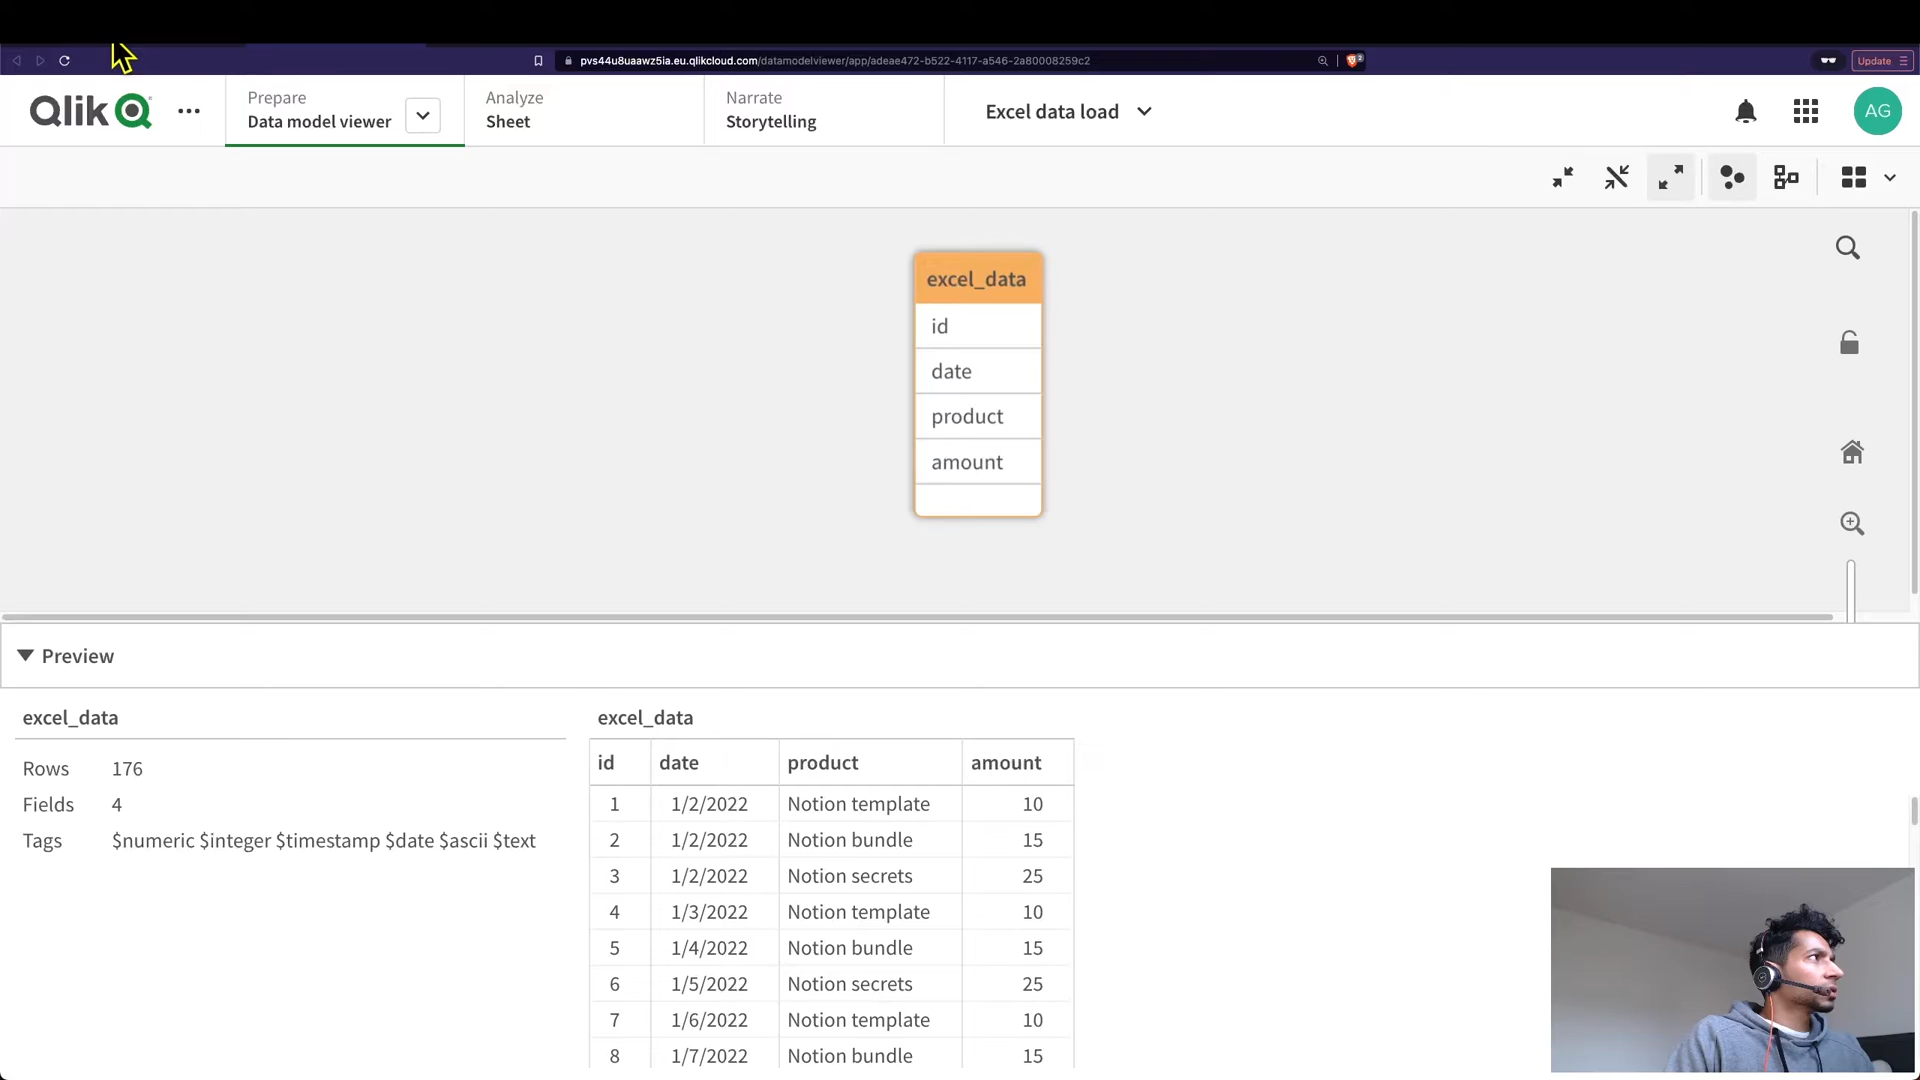 pvs44u8uaawz5ia.eu.qlikcloud.com/datamodelviewer/app/adeae472-b522-4117-a546-2a80008259c2
2
Update
Qlik
Prepare
Data model viewer
Analyze
Sheet
Narrate
Storytelling
Excel data load
AG
excel_data
id
date
product
amount
Preview
excel_data
Rows 176
Fields 4
Tags $numeric $integer $timestamp $date $ascii $text
excel_data
id date product amount
1 1/2/2022 Notion template 10
2 1/2/2022 Notion bundle 15
3 1/2/2022 Notion secrets 25
4 1/3/2022 Notion template 10
5 1/4/2022 Notion bundle 15
6 1/5/2022 Notion secrets 25
7 1/6/2022 Notion template 10
8 1/7/2022 Notion bundle 15